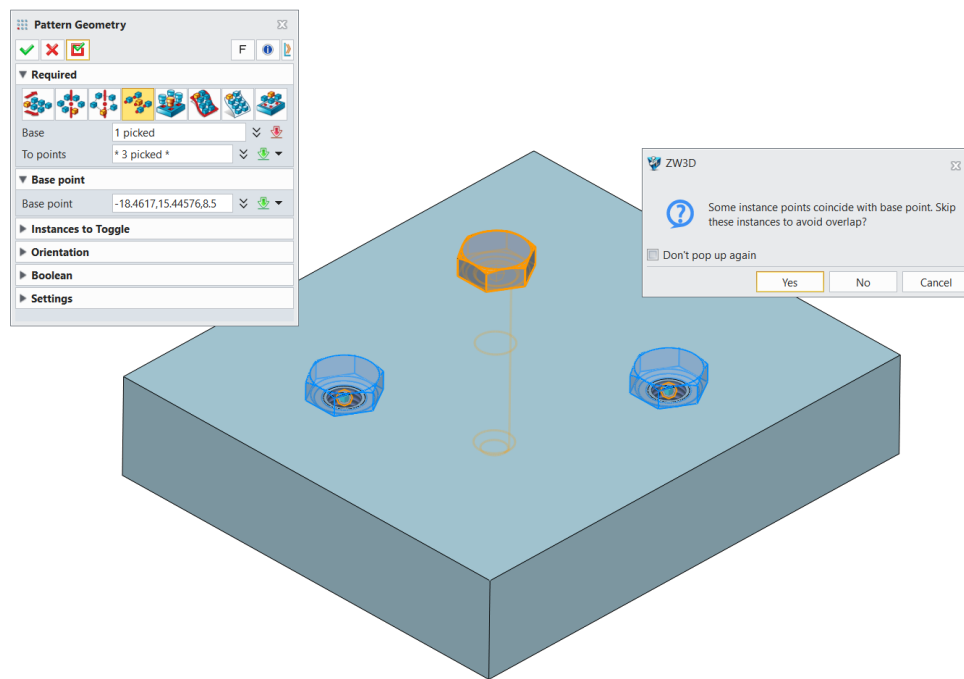 Pattern Geometry
F
Required
Base
1 picked
To points
* 3 picked *
Base point
Base point
-18.4617,15.44576,8.5
Instances to Toggle
Orientation
Boolean
Settings
ZW3D
Some instance points coincide with base point. Skip
these instances to avoid overlap?
Don't pop up again
Yes
No
Cancel